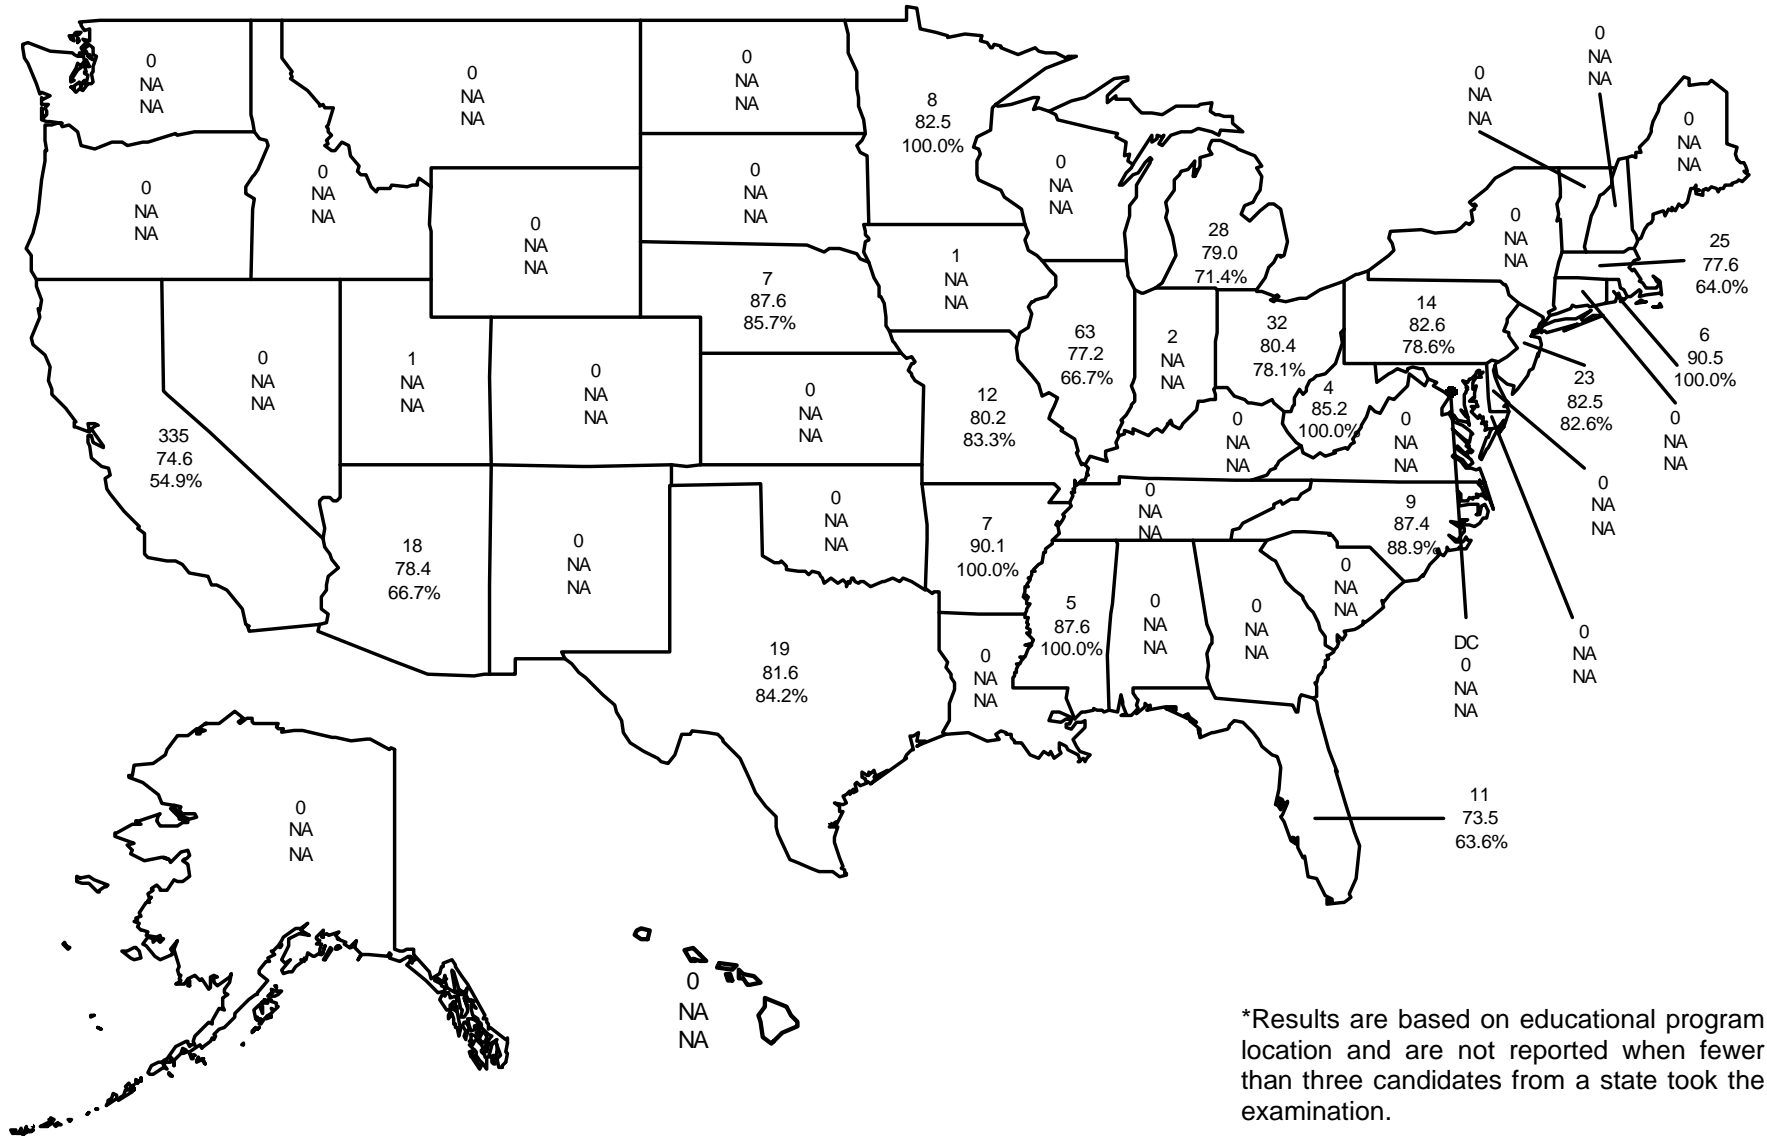 0
NA
NA
0
NA
NA
0
NA
NA
8
82.5
100.0%
0
NA
NA
0
NA
NA
0
NA
NA
0
NA
NA
0
NA
NA
0
NA
NA
0
NA
NA
0
NA
NA
0
NA
NA
28
79.0
71.4%
0
NA
NA
25
77.6
64.0%
7
87.6
85.7%
1
NA
NA
63
77.2
66.7%
2
NA
NA
32
80.4
78.1%
14
82.6
78.6%
6
90.5
100.0%
0
NA
NA
1
NA
NA
0
NA
NA
0
NA
NA
12
80.2
83.3%
4
85.2
100.0%
23
82.5
82.6%
335
74.6
54.9%
0
NA
NA
0
NA
NA
0
NA
NA
0
NA
NA
18
78.4
66.7%
0
NA
NA
0
NA
NA
7
90.1
100.0%
0
NA
NA
9
87.4
88.9%
0
NA
NA
5
87.6
100.0%
0
NA
NA
0
NA
NA
DC
0
NA
NA
0
NA
NA
19
81.6
84.2%
0
NA
NA
0
NA
NA
11
73.5
63.6%
0
NA
NA
*Results are based on educational program
location and are not reported when fewer
than three candidates from a state took the
examination.